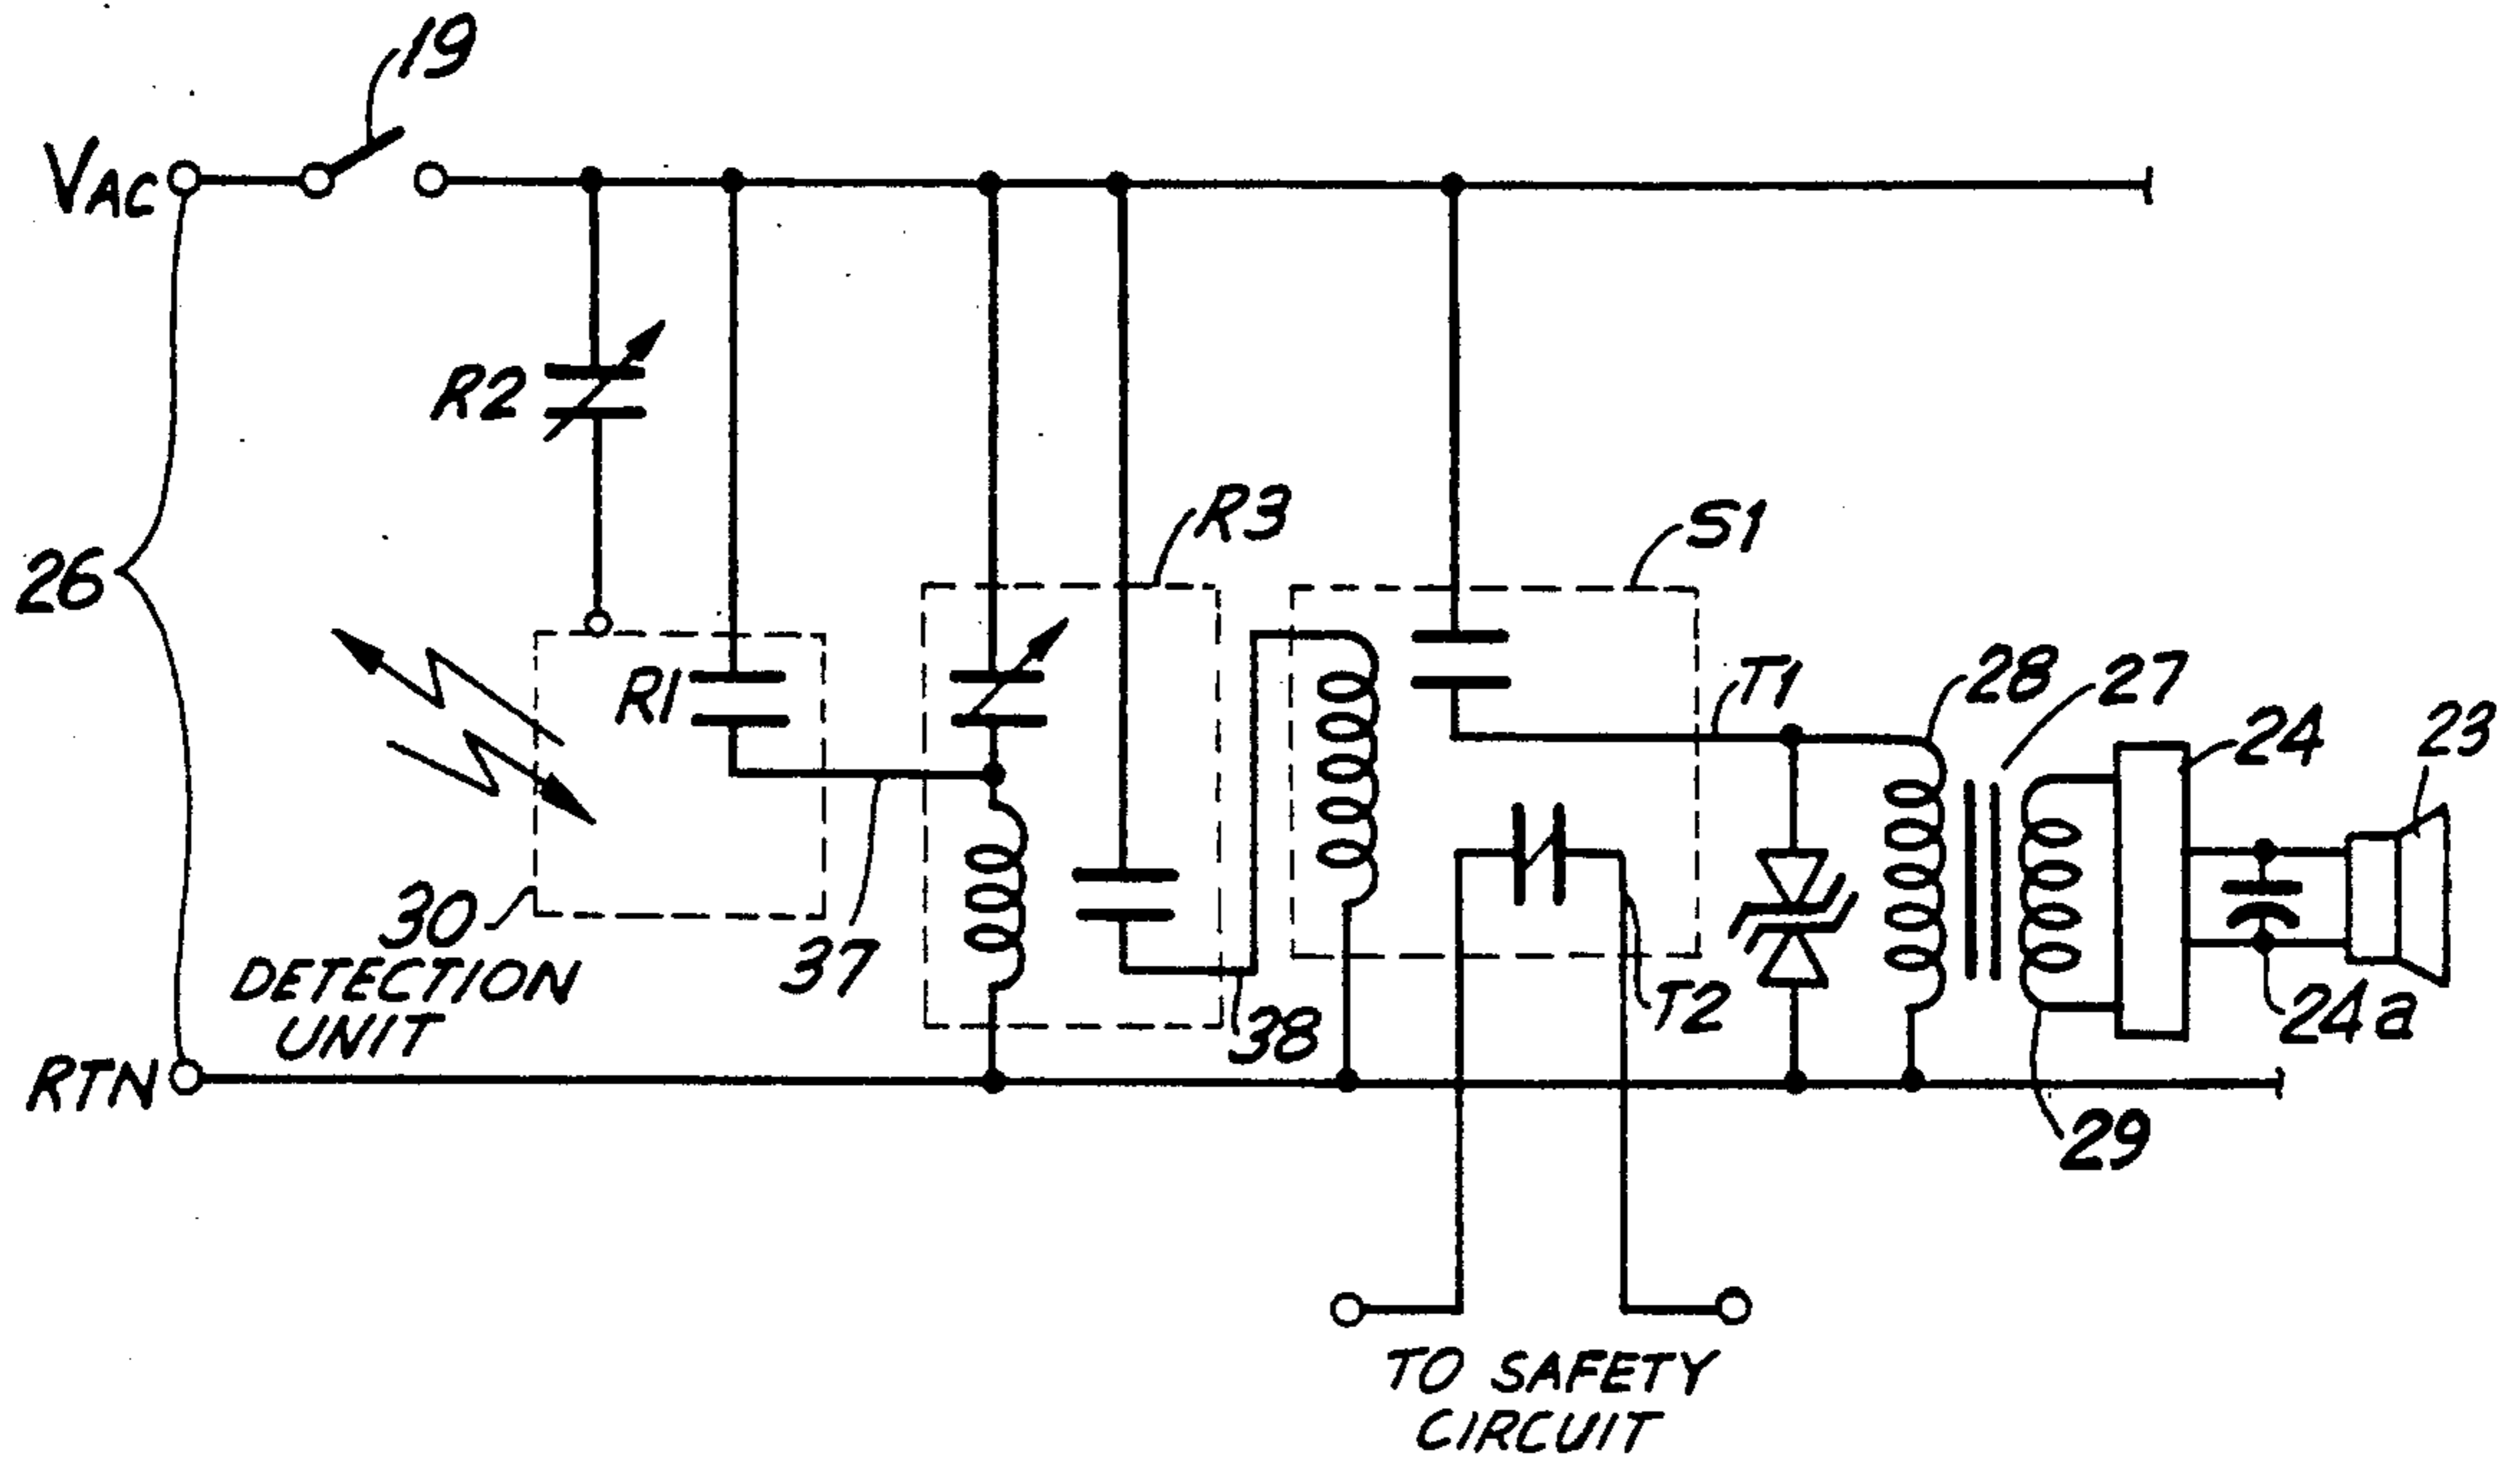 19
VAC
R2
R3
S1
26
R1
T1
28
27
24
23
30
37
DETECTION
UNIT
38
T2
24a
RTN
29
TO SAFETY
CIRCUIT